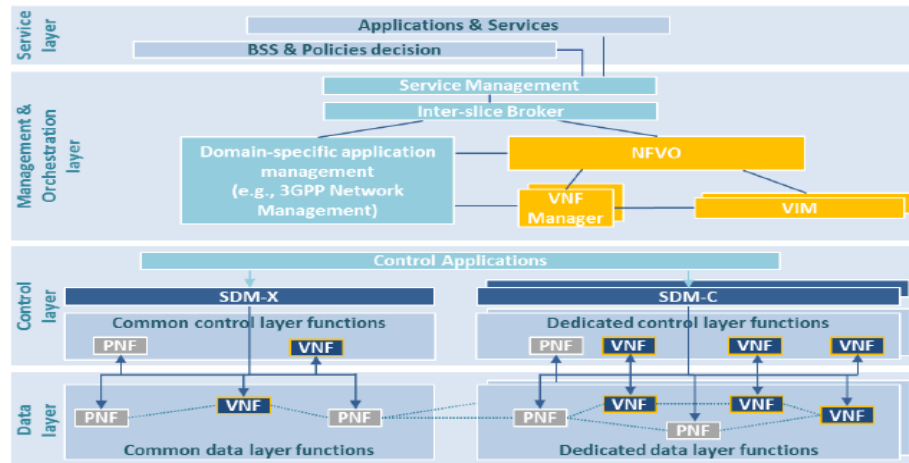 Service
layer
Applications & Services
BSS & Policies decision
Management &
Orchestration
layer
Service Management
Inter-slice Broker
Domain-specific application
management
(e.g., 3GPP Network
Management)
NFVO
VNF
Manager
VIM
Control
layer
Control Applications
SDM-X
SDM-C
Common control layer functions
Dedicated control layer functions
PNF
VNF
PNF
VNF
VNF
VNF
Data
layer
PNF
VNF
PNF
PNF
VNF
PNF
VNF
VNF
Common data layer functions
Dedicated data layer functions